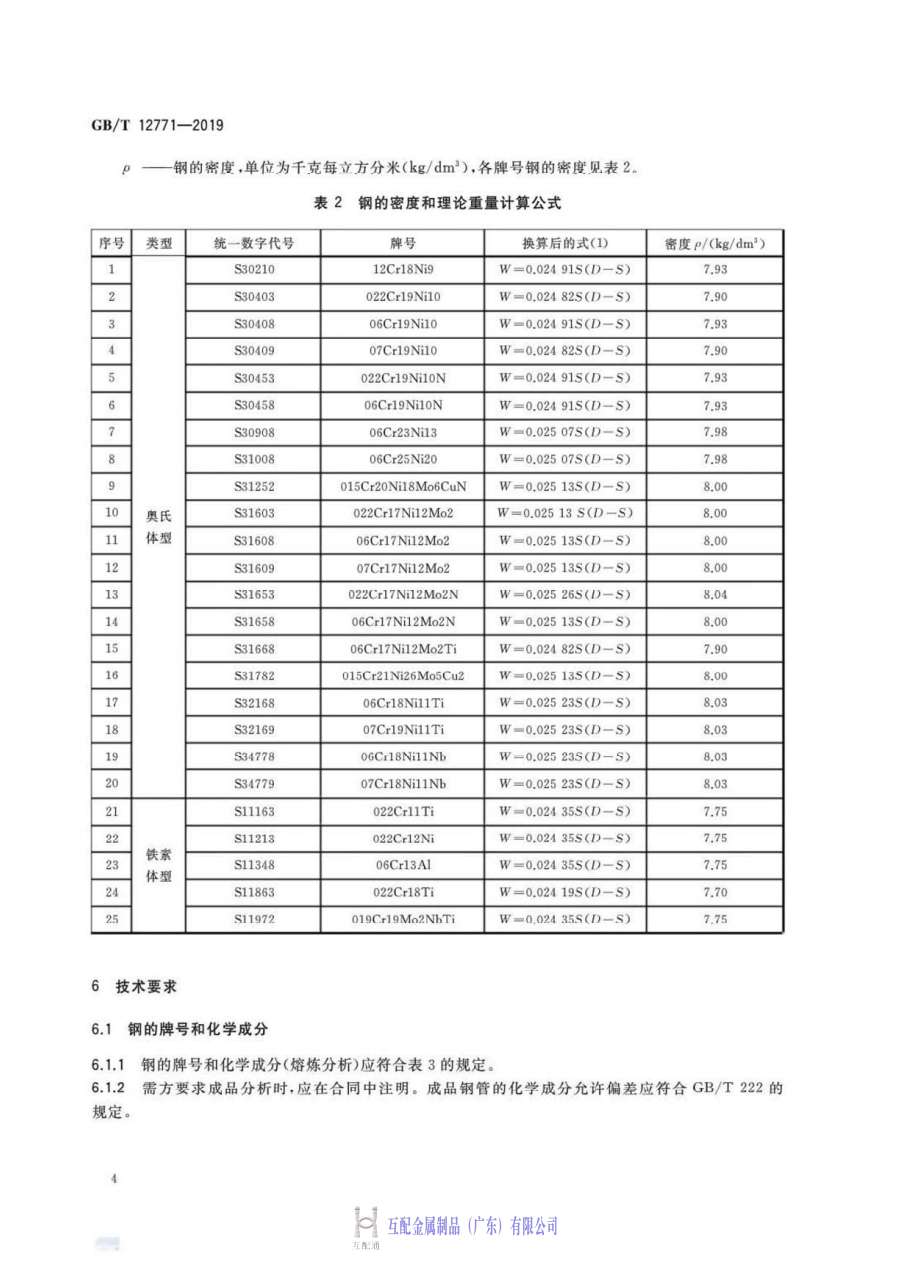 GB/T 12771—2019
ρ ——钢的密度,单位为千克每立方分米(kg/dm³),各牌号钢的密度见表 2。
表 2 钢的密度和理论重量计算公式
序号 类型 统一数字代号 牌号 换算后的式(1) 密度 ρ/(kg/dm³)
1 S30210 12Cr18Ni9 W=0.024 91S(D−S) 7.93
2 S30403 022Cr19Ni10 W=0.024 82S(D−S) 7.90
3 S30408 06Cr19Ni10 W=0.024 91S(D−S) 7.93
4 S30409 07Cr19Ni10 W=0.024 82S(D−S) 7.90
5 S30453 022Cr19Ni10N W=0.024 91S(D−S) 7.93
6 S30458 06Cr19Ni10N W=0.024 91S(D−S) 7.93
7 S30908 06Cr23Ni13 W=0.025 07S(D−S) 7.98
8 S31008 06Cr25Ni20 W=0.025 07S(D−S) 7.98
9 S31252 015Cr20Ni18Mo6CuN W=0.025 13S(D−S) 8.00
10 奥氏 S31603 022Cr17Ni12Mo2 W=0.025 13 S(D−S) 8.00
11 体型 S31608 06Cr17Ni12Mo2 W=0.025 13S(D−S) 8.00
12 S31609 07Cr17Ni12Mo2 W=0.025 13S(D−S) 8.00
13 S31653 022Cr17Ni12Mo2N W=0.025 26S(D−S) 8.04
14 S31658 06Cr17Ni12Mo2N W=0.025 13S(D−S) 8.00
15 S31668 06Cr17Ni12Mo2Ti W=0.024 82S(D−S) 7.90
16 S31782 015Cr21Ni26Mo5Cu2 W=0.025 13S(D−S) 8.00
17 S32168 06Cr18Ni11Ti W=0.025 23S(D−S) 8.03
18 S32169 07Cr19Ni11Ti W=0.025 23S(D−S) 8.03
19 S34778 06Cr18Ni11Nb W=0.025 23S(D−S) 8.03
20 S34779 07Cr18Ni11Nb W=0.025 23S(D−S) 8.03
21 S11163 022Cr11Ti W=0.024 35S(D−S) 7.75
22 S11213 022Cr12Ni W=0.024 35S(D−S) 7.75
23 铁素体型 S11348 06Cr13Al W=0.024 35S(D−S) 7.75
24 S11863 022Cr18Ti W=0.024 19S(D−S) 7.70
25 S11972 019Cr19Mo2NbTi W=0.024 35S(D−S) 7.75
6 技术要求
6.1 钢的牌号和化学成分
6.1.1 钢的牌号和化学成分(熔炼分析)应符合表 3 的规定。
6.1.2 需方要求成品分析时,应在合同中注明。成品钢管的化学成分允许偏差应符合 GB/T 222 的
规定。
4
互配通
互配金属制品（广东）有限公司